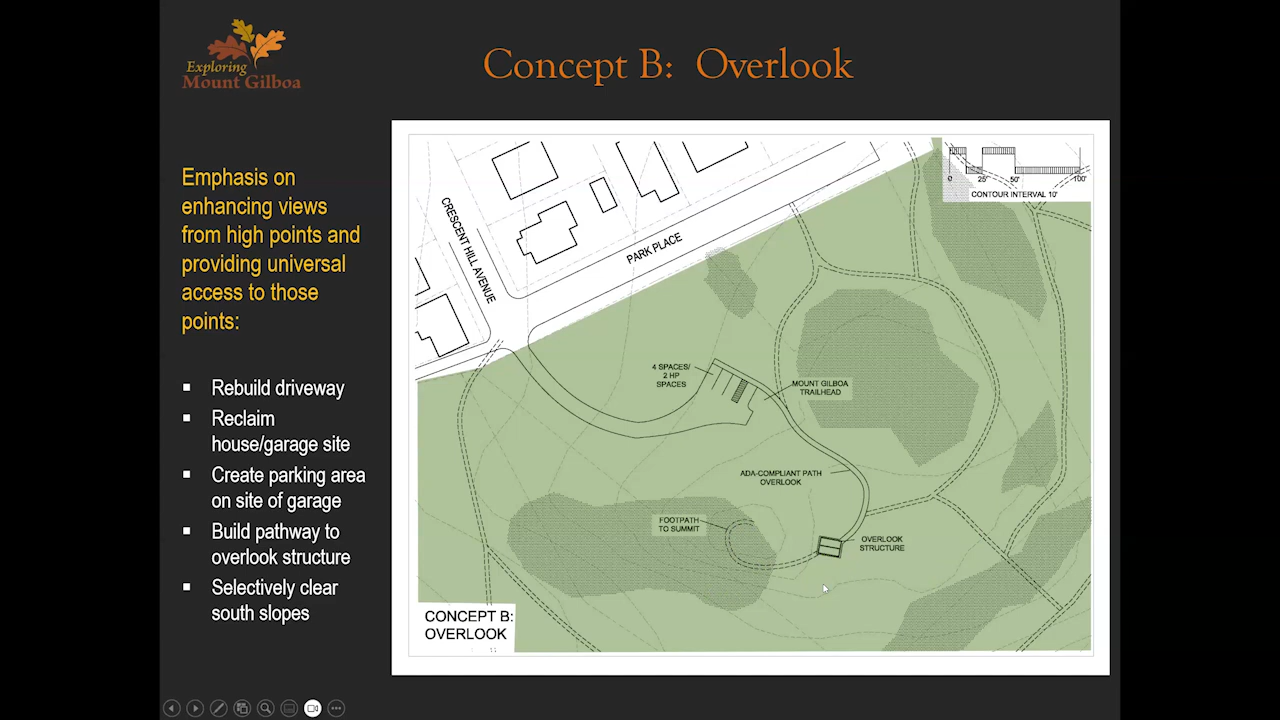 Exploring
Mount Gilboa
Concept B: Overlook
Emphasis on
enhancing views
from high points and
providing universal
access to those
points:
▪ Rebuild driveway
▪ Reclaim
house/garage site
▪ Create parking area
on site of garage
▪ Build pathway to
overlook structure
▪ Selectively clear
south slopes
CRESCENT HILL AVENUE
PARK PLACE
0 25' 50' 100'
CONTOUR INTERVAL 10'
4 SPACES/
2 HP
SPACES
MOUNT GILBOA
TRAILHEAD
ADA-COMPLIANT PATH
OVERLOOK
FOOTPATH
TO SUMMIT
OVERLOOK
STRUCTURE
CONCEPT B:
OVERLOOK